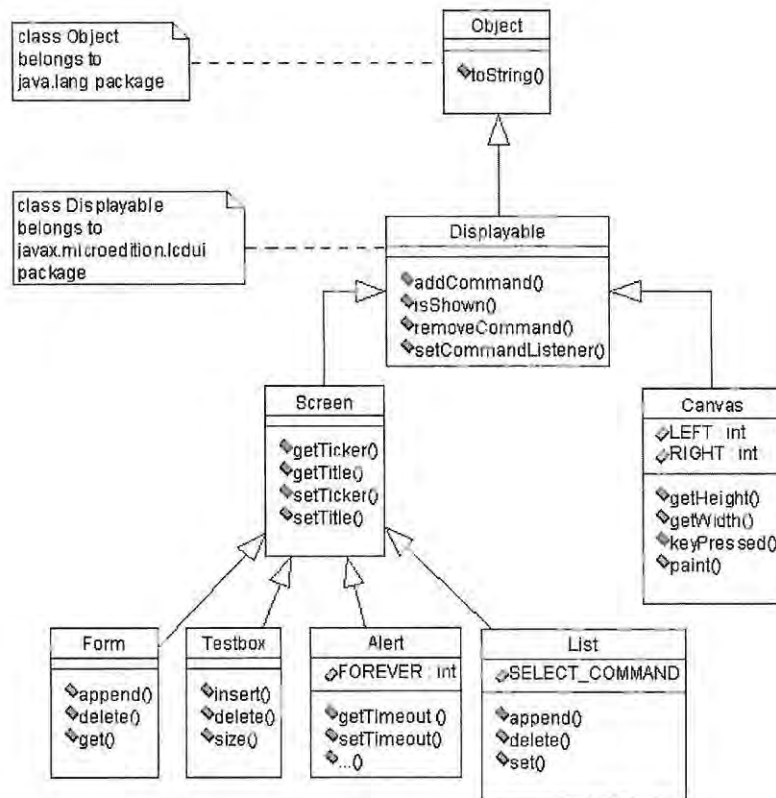 class Object
belongs to
java.lang package
Object
toString()
class Displayable
belongs to
javax.microedition.lcdui
package
Displayable
addCommand()
isShown()
removeCommand()
setCommandListener()
Screen
getTicker()
getTitle()
setTicker()
setTitle()
Canvas
LEFT : int
RIGHT : int
getHeight()
getWidth()
keyPressed()
paint()
Form
append()
delete()
get()
Testbox
insert()
delete()
size()
Alert
FOREVER : int
getTimeout()
setTimeout()
...()
List
SELECT_COMMAND
append()
delete()
set()